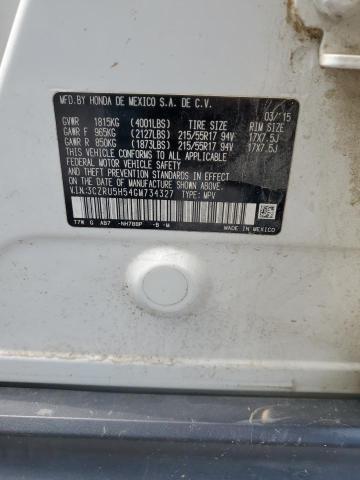 MFD.BY HONDA DE MEXICO S.A. DE C.V.
03/'15
GVWR 1815KG (4001LBS) TIRE SIZE RIM SIZE
GAWR F 965KG (2127LBS) 215/55R17 94V 17X7.5J
GAWR R 850KG (1873LBS) 215/55R17 94V 17X7.5J
THIS VEHICLE CONFORMS TO ALL APPLICABLE
FEDERAL MOTOR VEHICLE SAFETY STANDARDS IN
EFFECT ON THE DATE OF MANUFACTURE SHOWN ABOVE.
V.I.N:3CZRU5H54GM734327 TYPE: MPV
T7W G AB7 -NH788P -B -M
MADE IN MEXICO